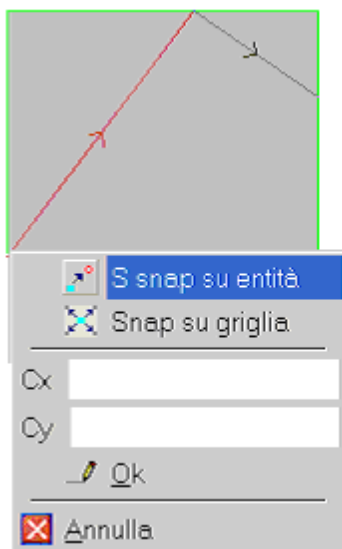 S snap su entità
Snap su griglia
Cx
Cy
Ok
Annulla